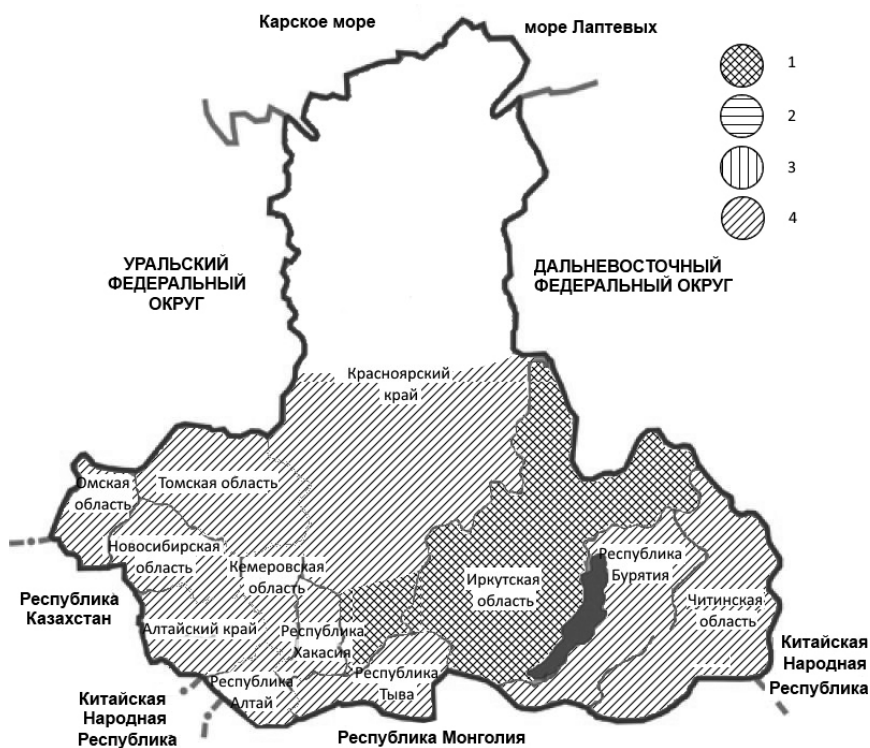 Карское море
море Лаптевых
1
2
3
4
УРАЛЬСКИЙ
ФЕДЕРАЛЬНЫЙ
ОКРУГ
ДАЛЬНЕВОСТОЧНЫЙ
ФЕДЕРАЛЬНЫЙ ОКРУГ
Красноярский
край
Омская
область
Томская область
Новосибирская
область
Кемеровская
область
Иркутская
область
Республика
Бурятия
Читинская
область
Республика
Казахстан
Алтайский край
Республика
Хакасия
Республика
Алтай
Республика
Тыва
Китайская
Народная
Республика
Китайская
Народная
Республика
Республика Монголия